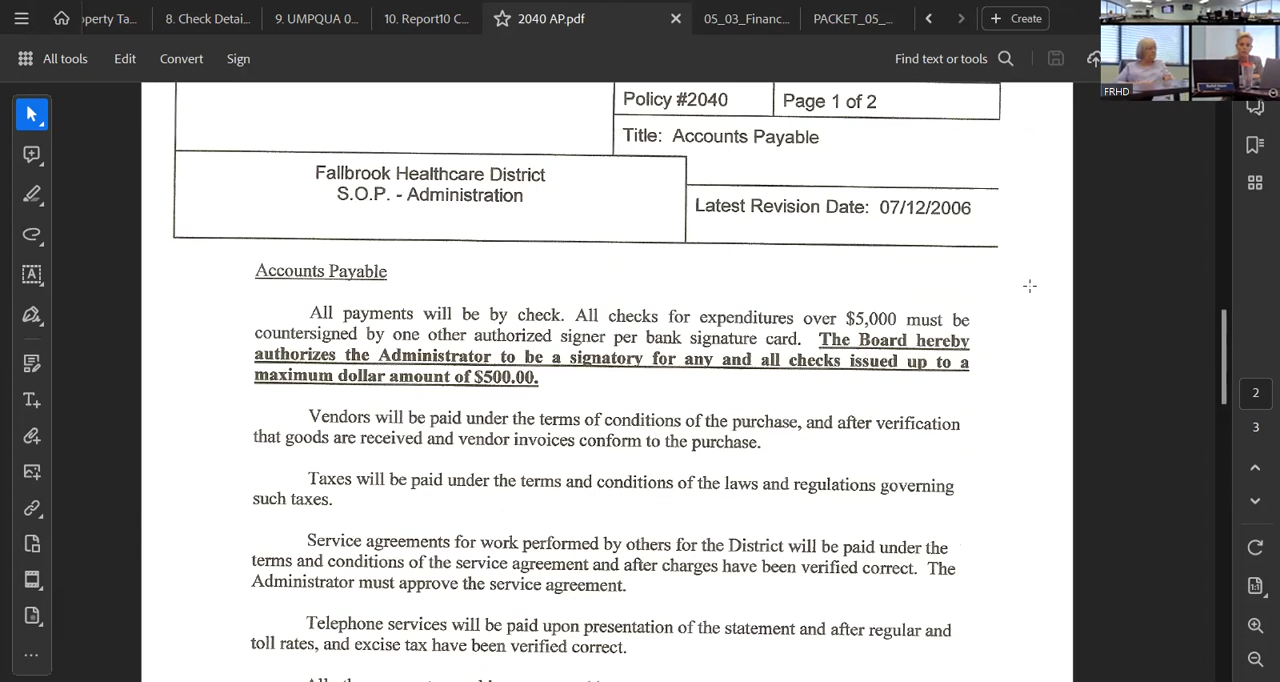 perty Ta...
8. Check Detai...
9. UMPQUA 0...
10. Report10 C...
2040 AP.pdf
05_03_Financ...
PACKET_05_...
Create
All tools
Edit
Convert
Sign
Find text or tools
FRHD
Policy #2040
Page 1 of 2
Title: Accounts Payable
Fallbrook Healthcare District
S.O.P. - Administration
Latest Revision Date: 07/12/2006
Accounts Payable
All payments will be by check. All checks for expenditures over $5,000 must be
countersigned by one other authorized signer per bank signature card. The Board hereby
authorizes the Administrator to be a signatory for any and all checks issued up to a
maximum dollar amount of $500.00.
Vendors will be paid under the terms of conditions of the purchase, and after verification
that goods are received and vendor invoices conform to the purchase.
Taxes will be paid under the terms and conditions of the laws and regulations governing
such taxes.
Service agreements for work performed by others for the District will be paid under the
terms and conditions of the service agreement and after charges have been verified correct. The
Administrator must approve the service agreement.
Telephone services will be paid upon presentation of the statement and after regular and
toll rates, and excise tax have been verified correct.
2
3
1:1